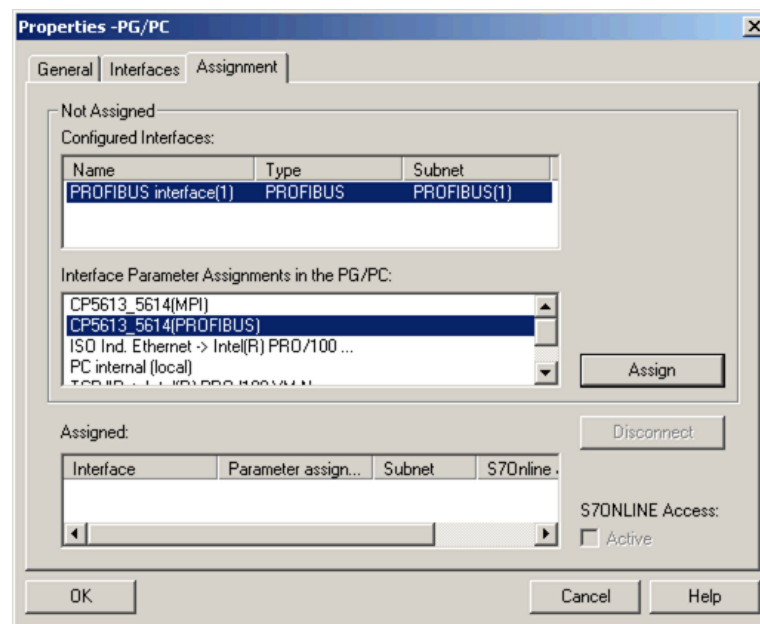 Properties -PG/PC
General Interfaces Assignment
Not Assigned
Configured Interfaces:
Name Type Subnet
PROFIBUS interface(1) PROFIBUS PROFIBUS(1)
Interface Parameter Assignments in the PG/PC:
CP5613_5614(MPI)
CP5613_5614(PROFIBUS)
ISO Ind. Ethernet -> Intel(R) PRO/100 ...
PC internal (local)
Assign
Assigned:
Disconnect
Interface Parameter assign... Subnet S7Online
S7ONLINE Access:
Active
OK Cancel Help